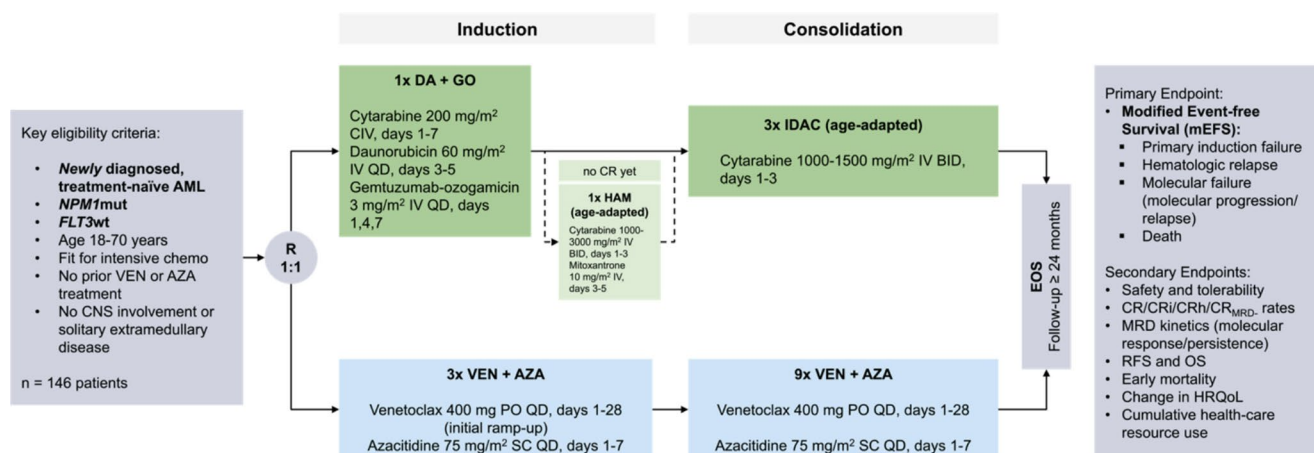 Induction
Consolidation
Key eligibility criteria:
• Newly diagnosed,
treatment-naïve AML
• NPM1mut
• FLT3wt
• Age 18-70 years
• Fit for intensive chemo
• No prior VEN or AZA
treatment
• No CNS involvement or
solitary extramedullary
disease
n = 146 patients
R
1:1
1x DA + GO
Cytarabine 200 mg/m²
CIV, days 1-7
Daunorubicin 60 mg/m²
IV QD, days 3-5
Gemtuzumab-ozogamicin
3 mg/m² IV QD, days
1,4,7
no CR yet
1x HAM
(age-adapted)
Cytarabine 1000-
3000 mg/m² IV
BID, days 1-3
Mitoxantrone
10 mg/m² IV,
days 3-5
3x IDAC (age-adapted)
Cytarabine 1000-1500 mg/m² IV BID,
days 1-3
3x VEN + AZA
Venetoclax 400 mg PO QD, days 1-28
(initial ramp-up)
Azacitidine 75 mg/m² SC QD, days 1-7
9x VEN + AZA
Venetoclax 400 mg PO QD, days 1-28
Azacitidine 75 mg/m² SC QD, days 1-7
EOS
Follow-up ≥ 24 months
Primary Endpoint:
• Modified Event-free
Survival (mEFS):
▪ Primary induction failure
▪ Hematologic relapse
▪ Molecular failure
(molecular progression/
relapse)
▪ Death
Secondary Endpoints:
• Safety and tolerability
• CR/CRi/CRh/CRMRD- rates
• MRD kinetics (molecular
response/persistence)
• RFS and OS
• Early mortality
• Change in HRQoL
• Cumulative health-care
resource use